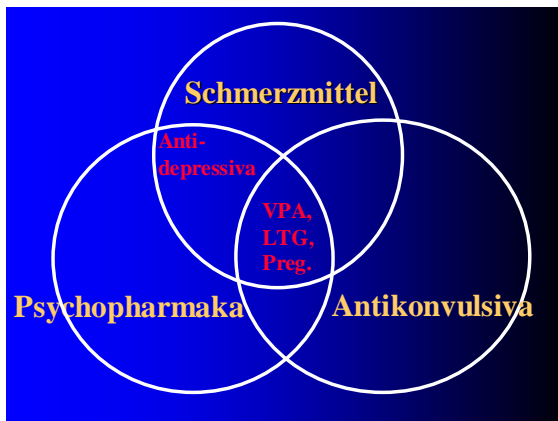 Schmerzmittel
Anti-
depressiva
VPA,
LTG,
Preg.
Psychopharmaka
Antikonvulsiva